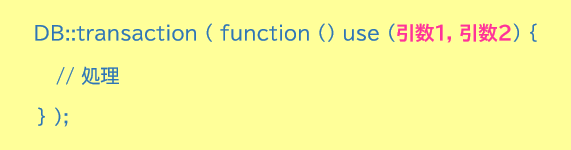 DB::transaction ( function () use (引数1, 引数2) {
// 処理
} );